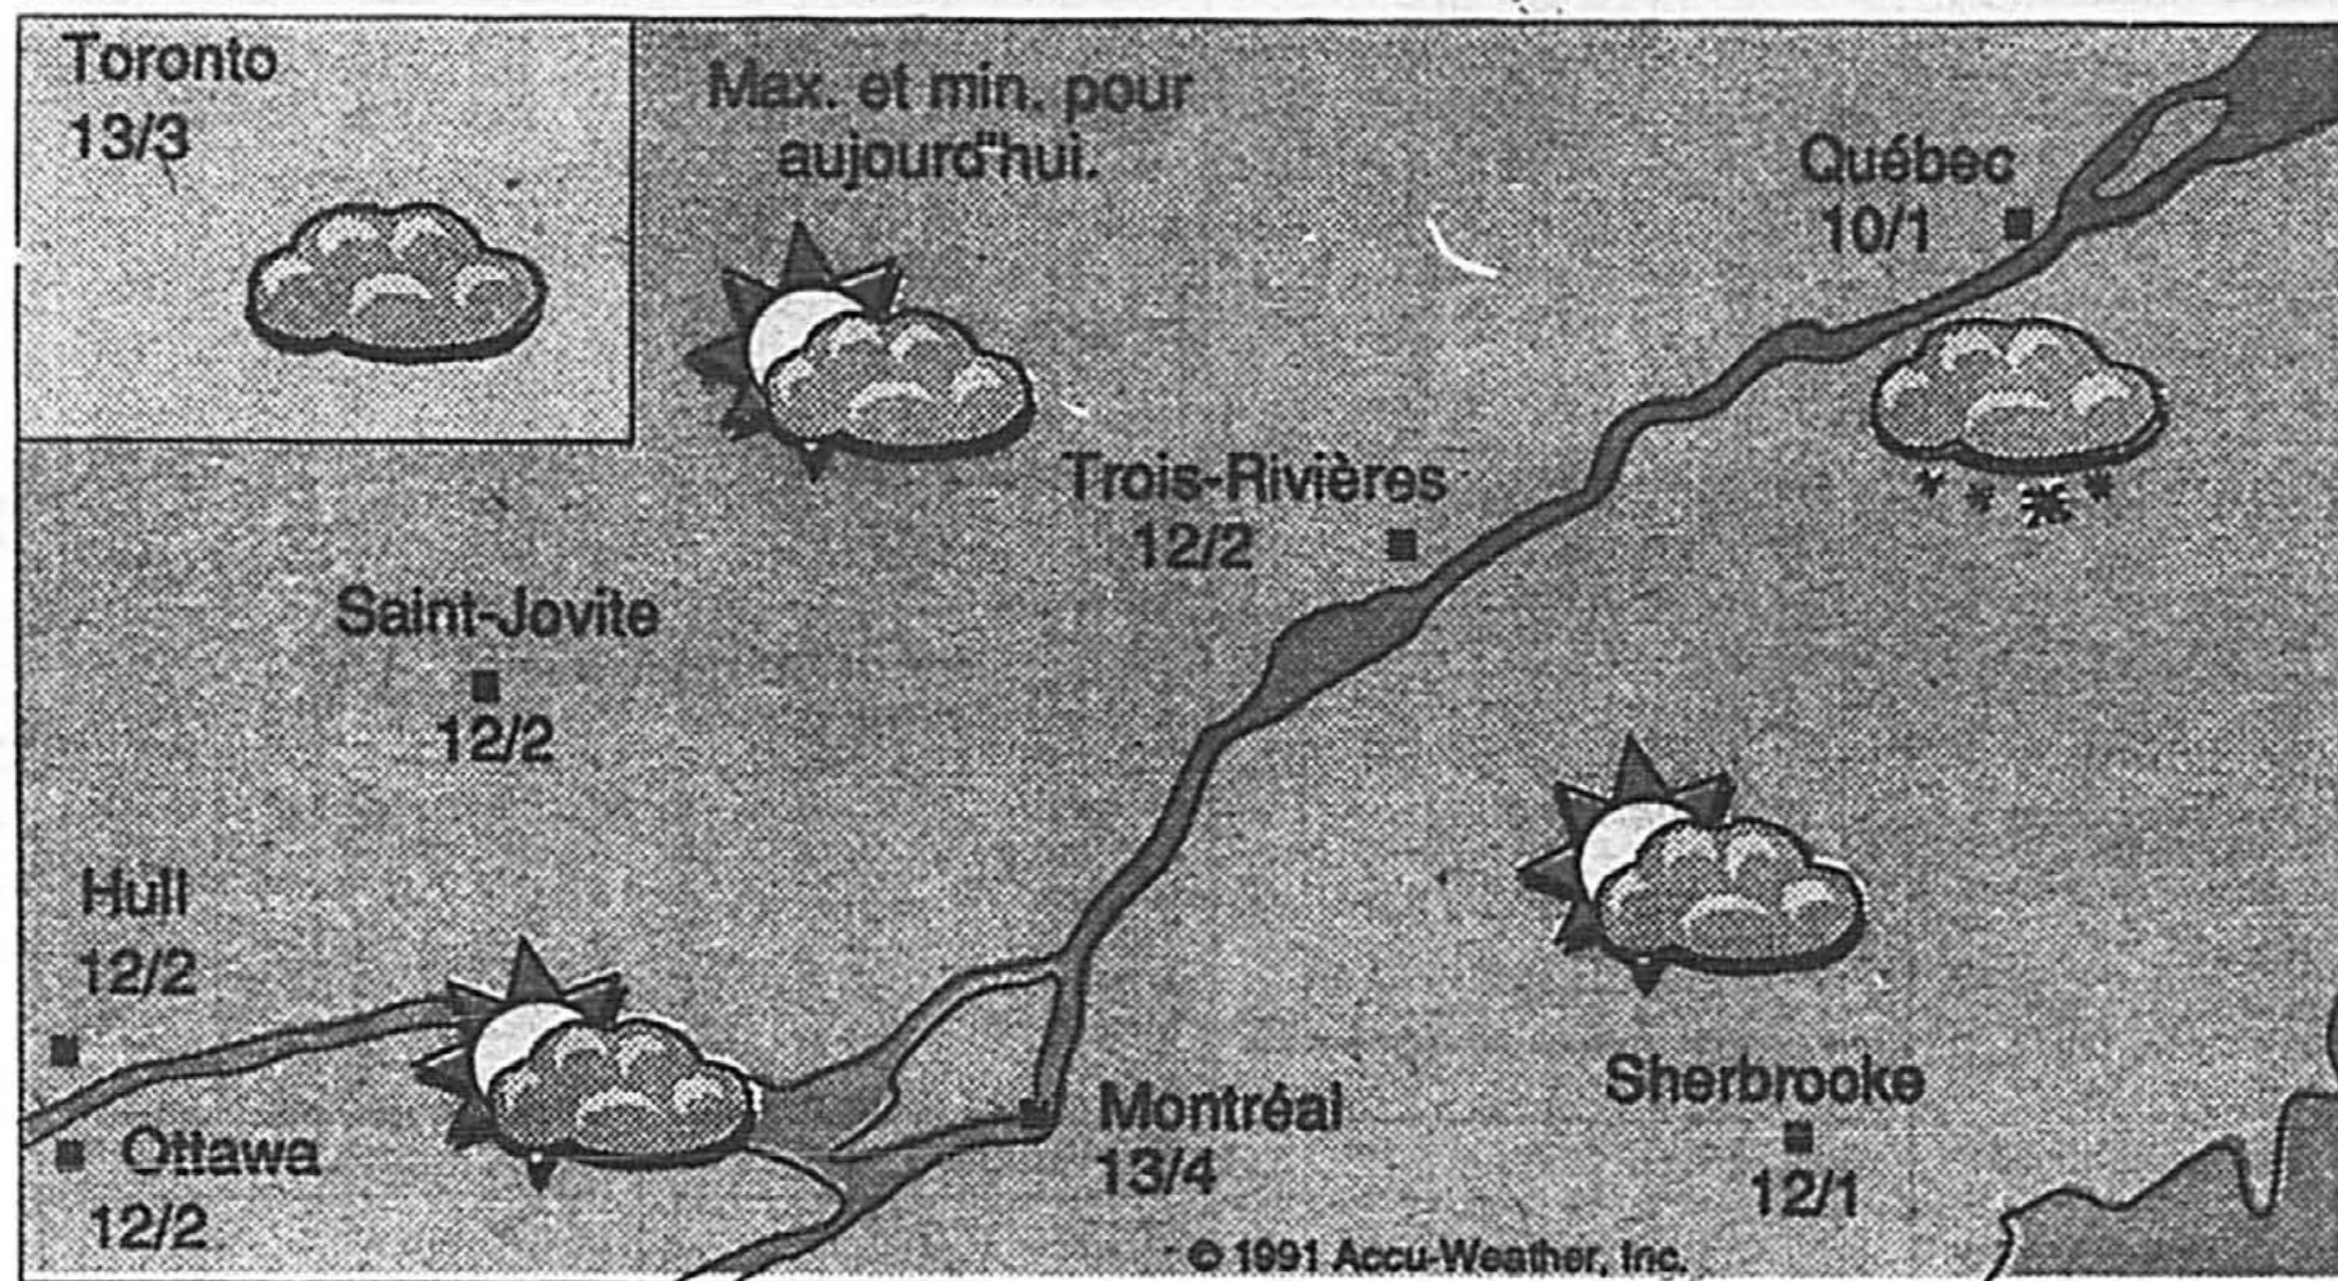 Toronto
13/3
Max. et min. pour
aujourd"hui.
Québec
10/1
Trois-Rivières
12/2
Saint-Jovite
12/2
Hull
12/2
Ottawa
12/2
Montréal
13/4
Sherbrooke
12/1
© 1991 Accu-Weather, Inc.